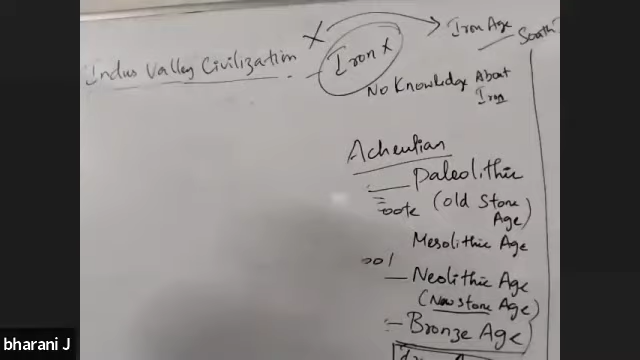 Indus Valley Civilization X
Iron X
Iron Age
South
No Knowledge About
Iron
Acheulian
Paleolithic
(Old Stone
Age)
Mesolithic Age
Neolithic Age
(New stone Age)
Bronze Age
bharani J